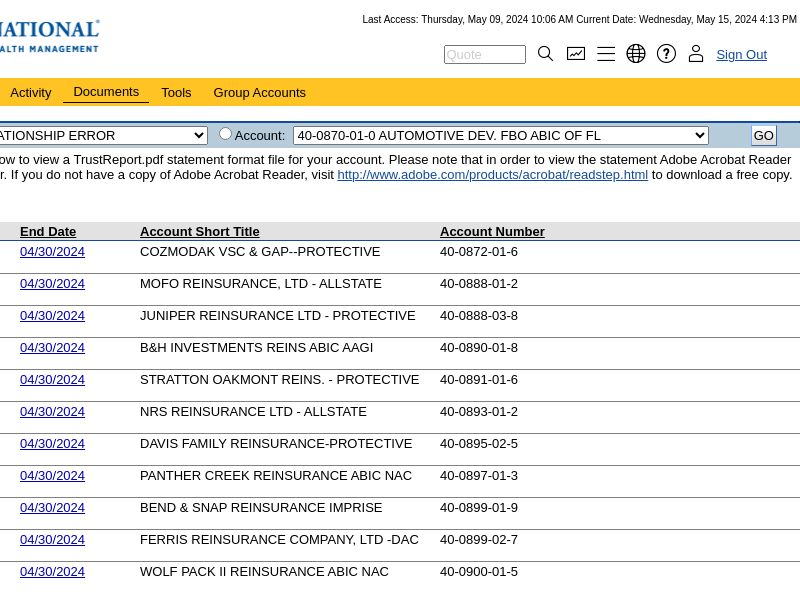 Last Access: Thursday, May 09, 2024 10:06 AM Current Date: Wednesday, May 15, 2024 4:13 PM
NATIONAL®
ALTH MANAGEMENT
Quote
Sign Out
Activity Documents Tools Group Accounts
ATIONSHIP ERROR Account: 40-0870-01-0 AUTOMOTIVE DEV. FBO ABIC OF FL GO
ow to view a TrustReport.pdf statement format file for your account. Please note that in order to view the statement Adobe Acrobat Reader
r. If you do not have a copy of Adobe Acrobat Reader, visit http://www.adobe.com/products/acrobat/readstep.html to download a free copy.
End Date Account Short Title Account Number
04/30/2024 COZMODAK VSC & GAP--PROTECTIVE 40-0872-01-6
04/30/2024 MOFO REINSURANCE, LTD - ALLSTATE 40-0888-01-2
04/30/2024 JUNIPER REINSURANCE LTD - PROTECTIVE 40-0888-03-8
04/30/2024 B&H INVESTMENTS REINS ABIC AAGI 40-0890-01-8
04/30/2024 STRATTON OAKMONT REINS. - PROTECTIVE 40-0891-01-6
04/30/2024 NRS REINSURANCE LTD - ALLSTATE 40-0893-01-2
04/30/2024 DAVIS FAMILY REINSURANCE-PROTECTIVE 40-0895-02-5
04/30/2024 PANTHER CREEK REINSURANCE ABIC NAC 40-0897-01-3
04/30/2024 BEND & SNAP REINSURANCE IMPRISE 40-0899-01-9
04/30/2024 FERRIS REINSURANCE COMPANY, LTD -DAC 40-0899-02-7
04/30/2024 WOLF PACK II REINSURANCE ABIC NAC 40-0900-01-5